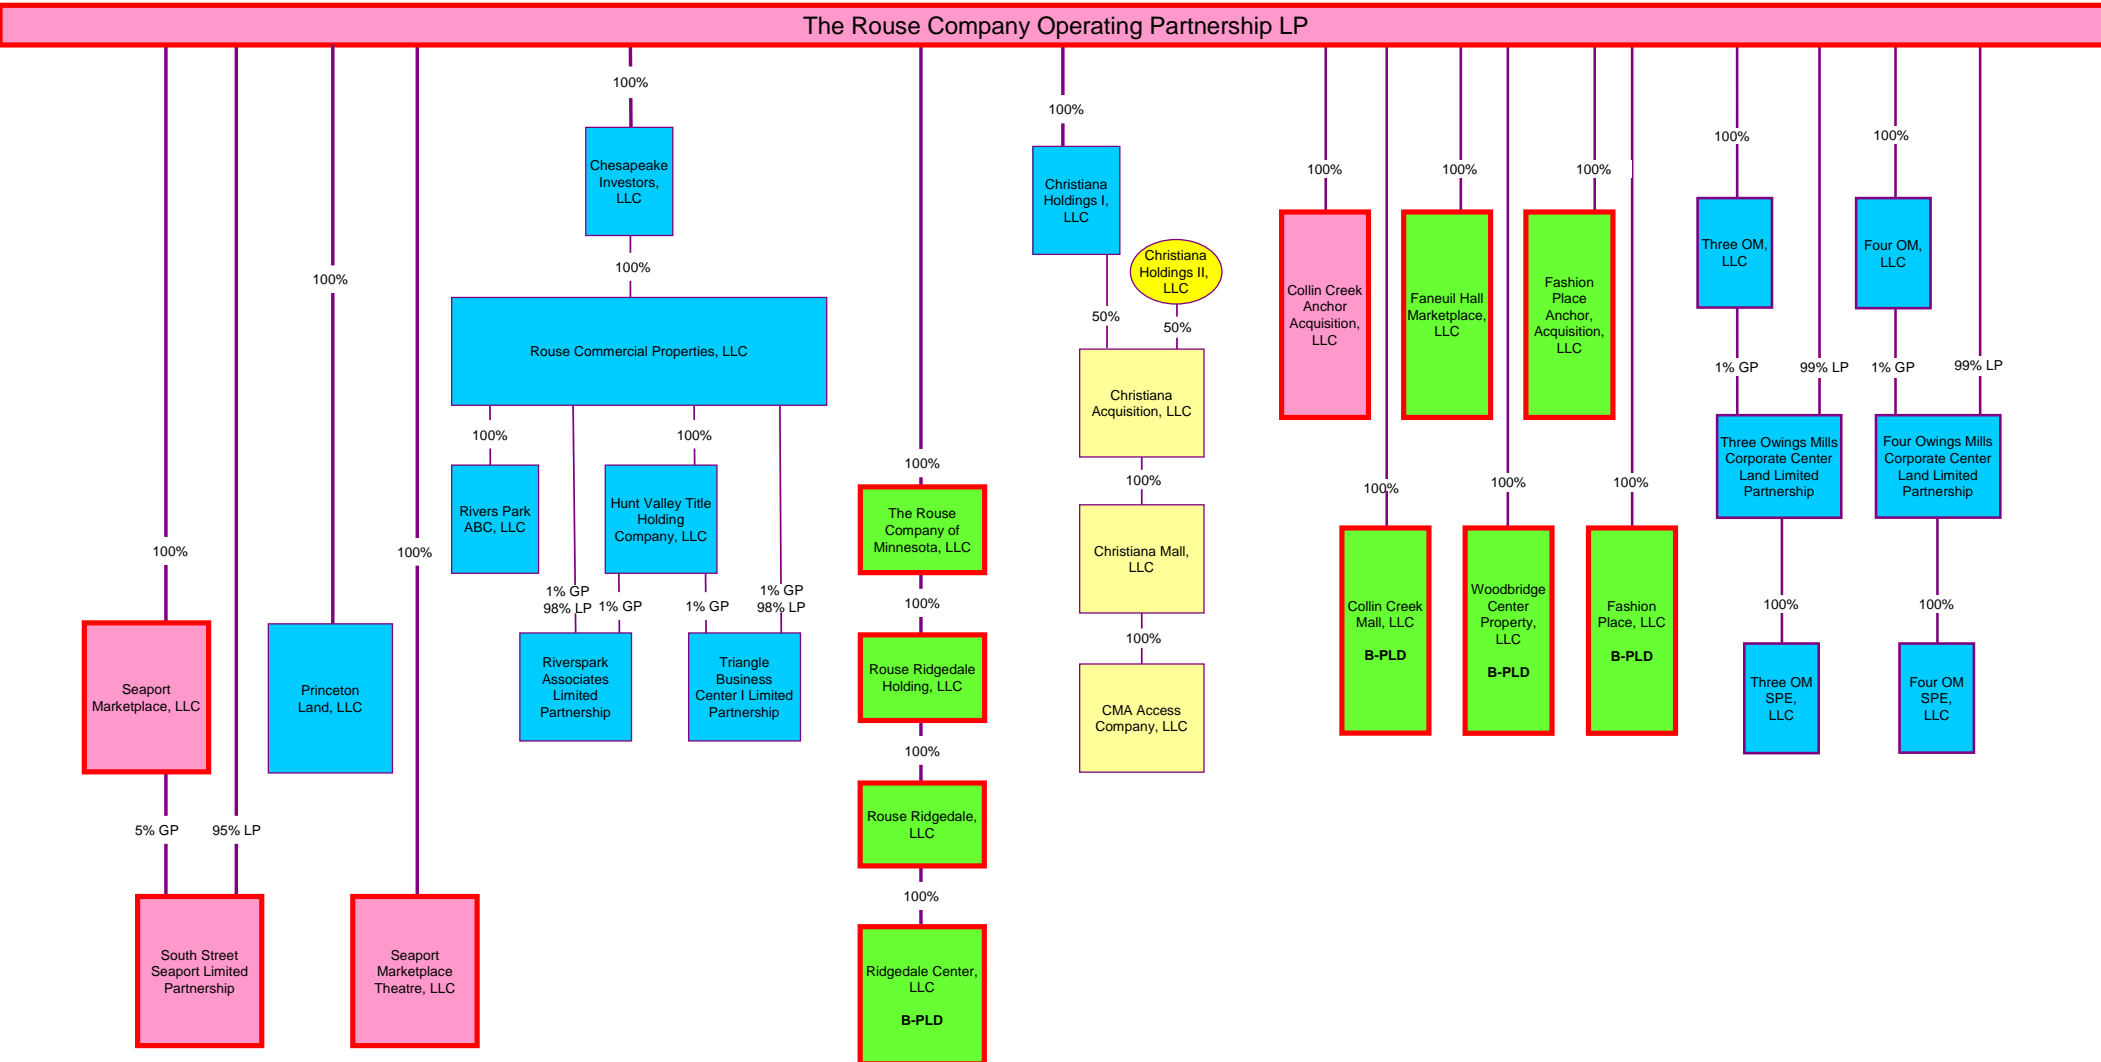 The Rouse Company Operating Partnership LP
100%
Seaport
Marketplace, LLC
5% GP
95% LP
South Street
Seaport Limited
Partnership
100%
Princeton
Land, LLC
100%
Seaport
Marketplace
Theatre, LLC
100%
Chesapeake
Investors,
LLC
100%
Rouse Commercial Properties, LLC
100%
Rivers Park
ABC, LLC
100%
Hunt Valley Title
Holding
Company, LLC
1% GP
98% LP
1% GP
1% GP
1% GP
98% LP
Riverspark
Associates
Limited
Partnership
Triangle
Business
Center I Limited
Partnership
100%
The Rouse
Company of
Minnesota, LLC
100%
Rouse Ridgedale
Holding, LLC
100%
Rouse Ridgedale,
LLC
100%
Ridgedale Center,
LLC
B-PLD
100%
Christiana
Holdings I,
LLC
Christiana
Holdings II,
LLC
50%
50%
Christiana
Acquisition, LLC
100%
Christiana Mall,
LLC
100%
CMA Access
Company, LLC
100%
Collin Creek
Anchor
Acquisition,
LLC
100%
Faneuil Hall
Marketplace,
LLC
100%
Fashion
Place
Anchor,
Acquisition,
LLC
100%
Collin Creek
Mall, LLC
B-PLD
100%
Woodbridge
Center
Property,
LLC
B-PLD
100%
Fashion
Place, LLC
B-PLD
100%
Three OM,
LLC
1% GP
99% LP
Three Owings Mills
Corporate Center
Land Limited
Partnership
100%
Three OM
SPE,
LLC
100%
Four OM,
LLC
1% GP
99% LP
Four Owings Mills
Corporate Center
Land Limited
Partnership
100%
Four OM
SPE,
LLC